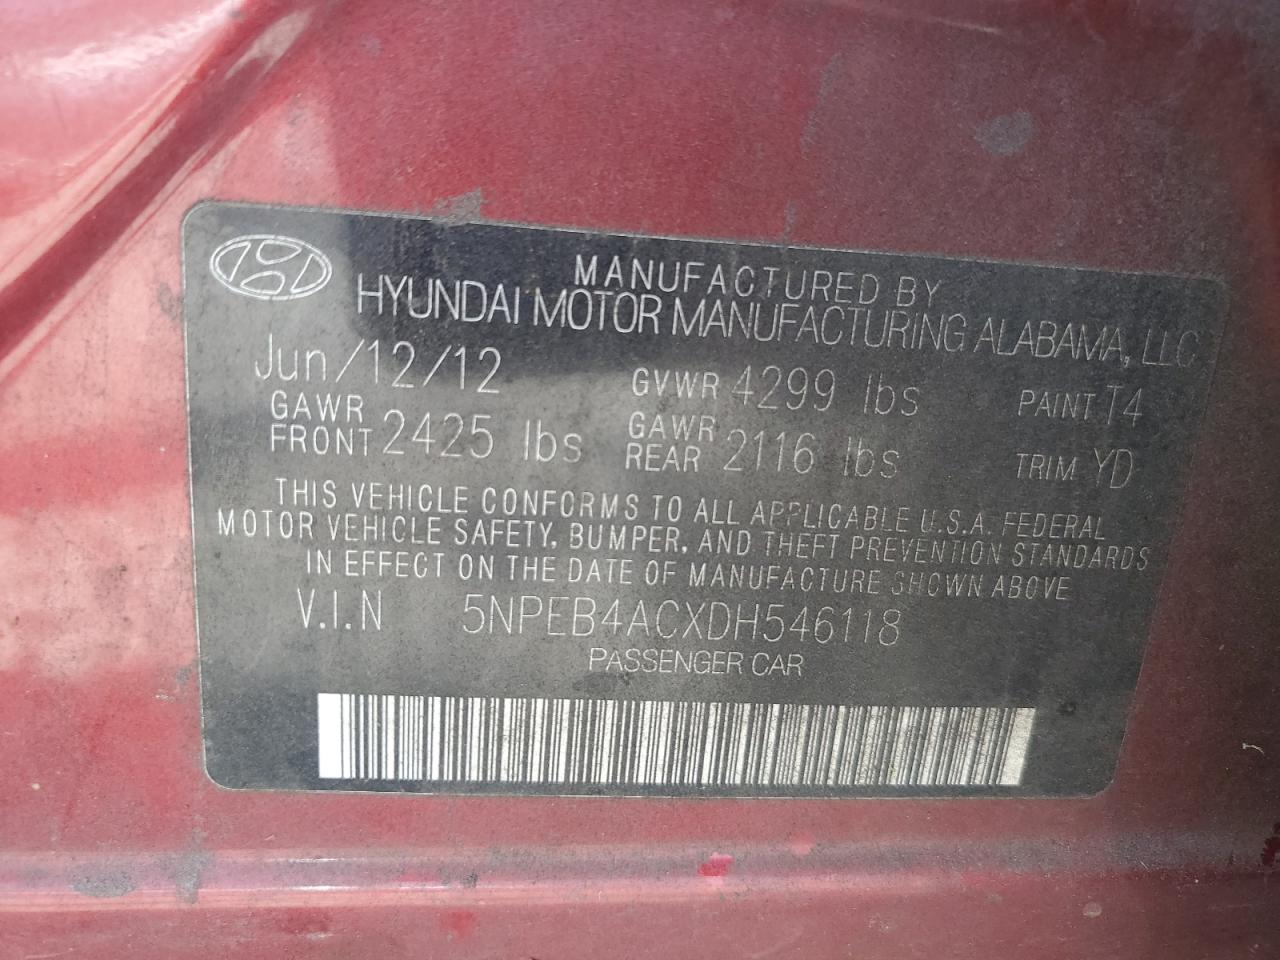 MANUFACTURED BY
HYUNDAI MOTOR MANUFACTURING ALABAMA, LLC
Jun/12/12 GVWR 4299 lbs PAINT T4
GAWR FRONT 2425 lbs GAWR REAR 2116 lbs TRIM YD
THIS VEHICLE CONFORMS TO ALL APPLICABLE U.S.A. FEDERAL
MOTOR VEHICLE SAFETY, BUMPER, AND THEFT PREVENTION STANDARDS
IN EFFECT ON THE DATE OF MANUFACTURE SHOWN ABOVE
V.I.N 5NPEB4ACXDH546118
PASSENGER CAR